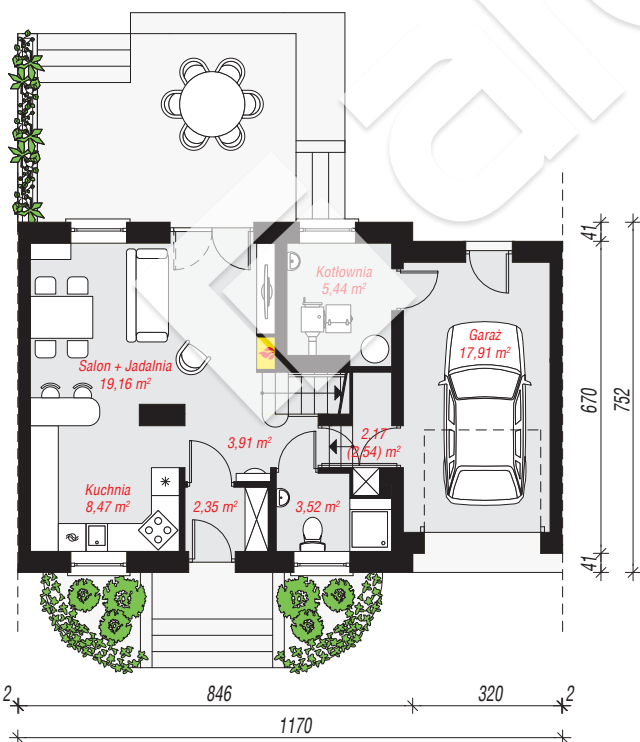 Kotłownia
5,44 m²
Garaż
17,91 m²
Salon + Jadalnia
19,16 m²
3,91 m²
2,17
(2,54) m²
Kuchnia
8,47 m²
2,35 m²
3,52 m²
41
670
752
41
2
846
320
2
1170